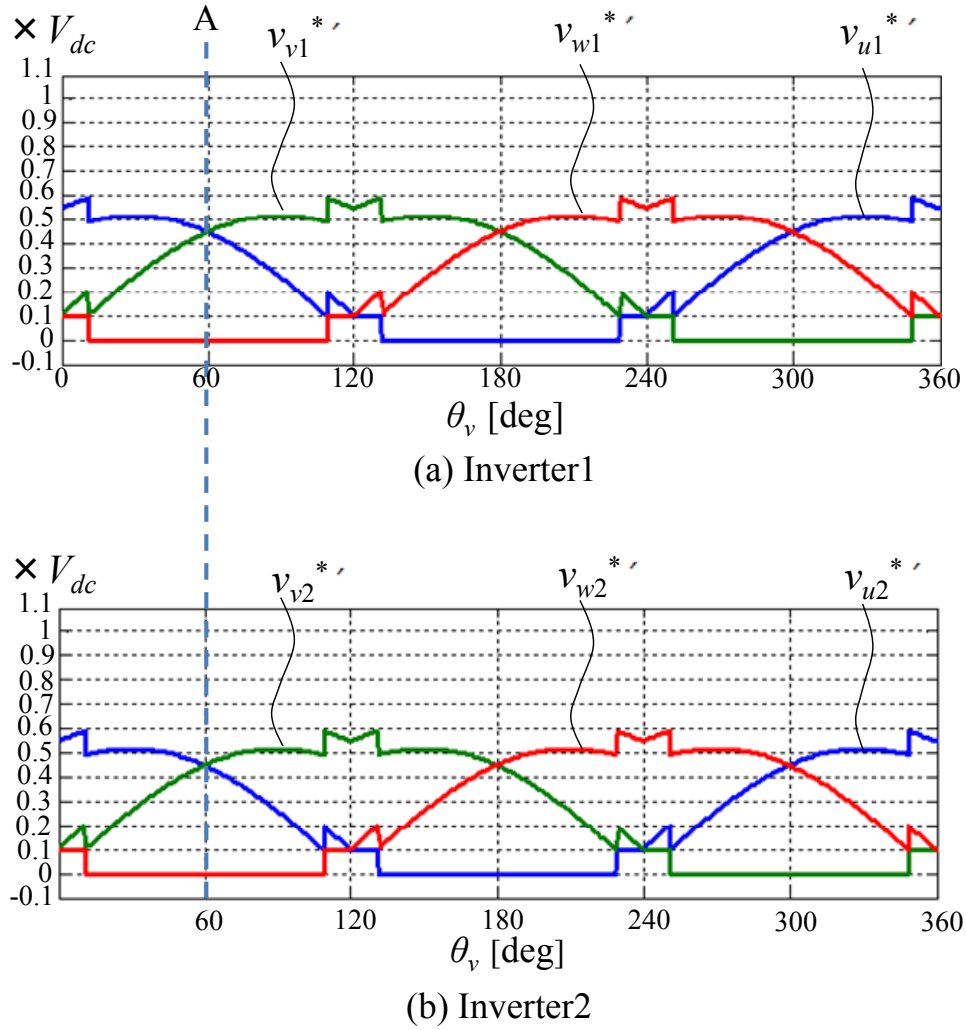 A
× V_dc
v_v1*′
v_w1*′
v_u1*′
1.1
1
0.9
0.8
0.7
0.6
0.5
0.4
0.3
0.2
0.1
0
-0.1
0 60 120 180 240 300 360
θ_v [deg]
(a) Inverter1
× V_dc
v_v2*′
v_w2*′
v_u2*′
1.1
1
0.9
0.8
0.7
0.6
0.5
0.4
0.3
0.2
0.1
0
-0.1
60 120 180 240 300 360
θ_v [deg]
(b) Inverter2